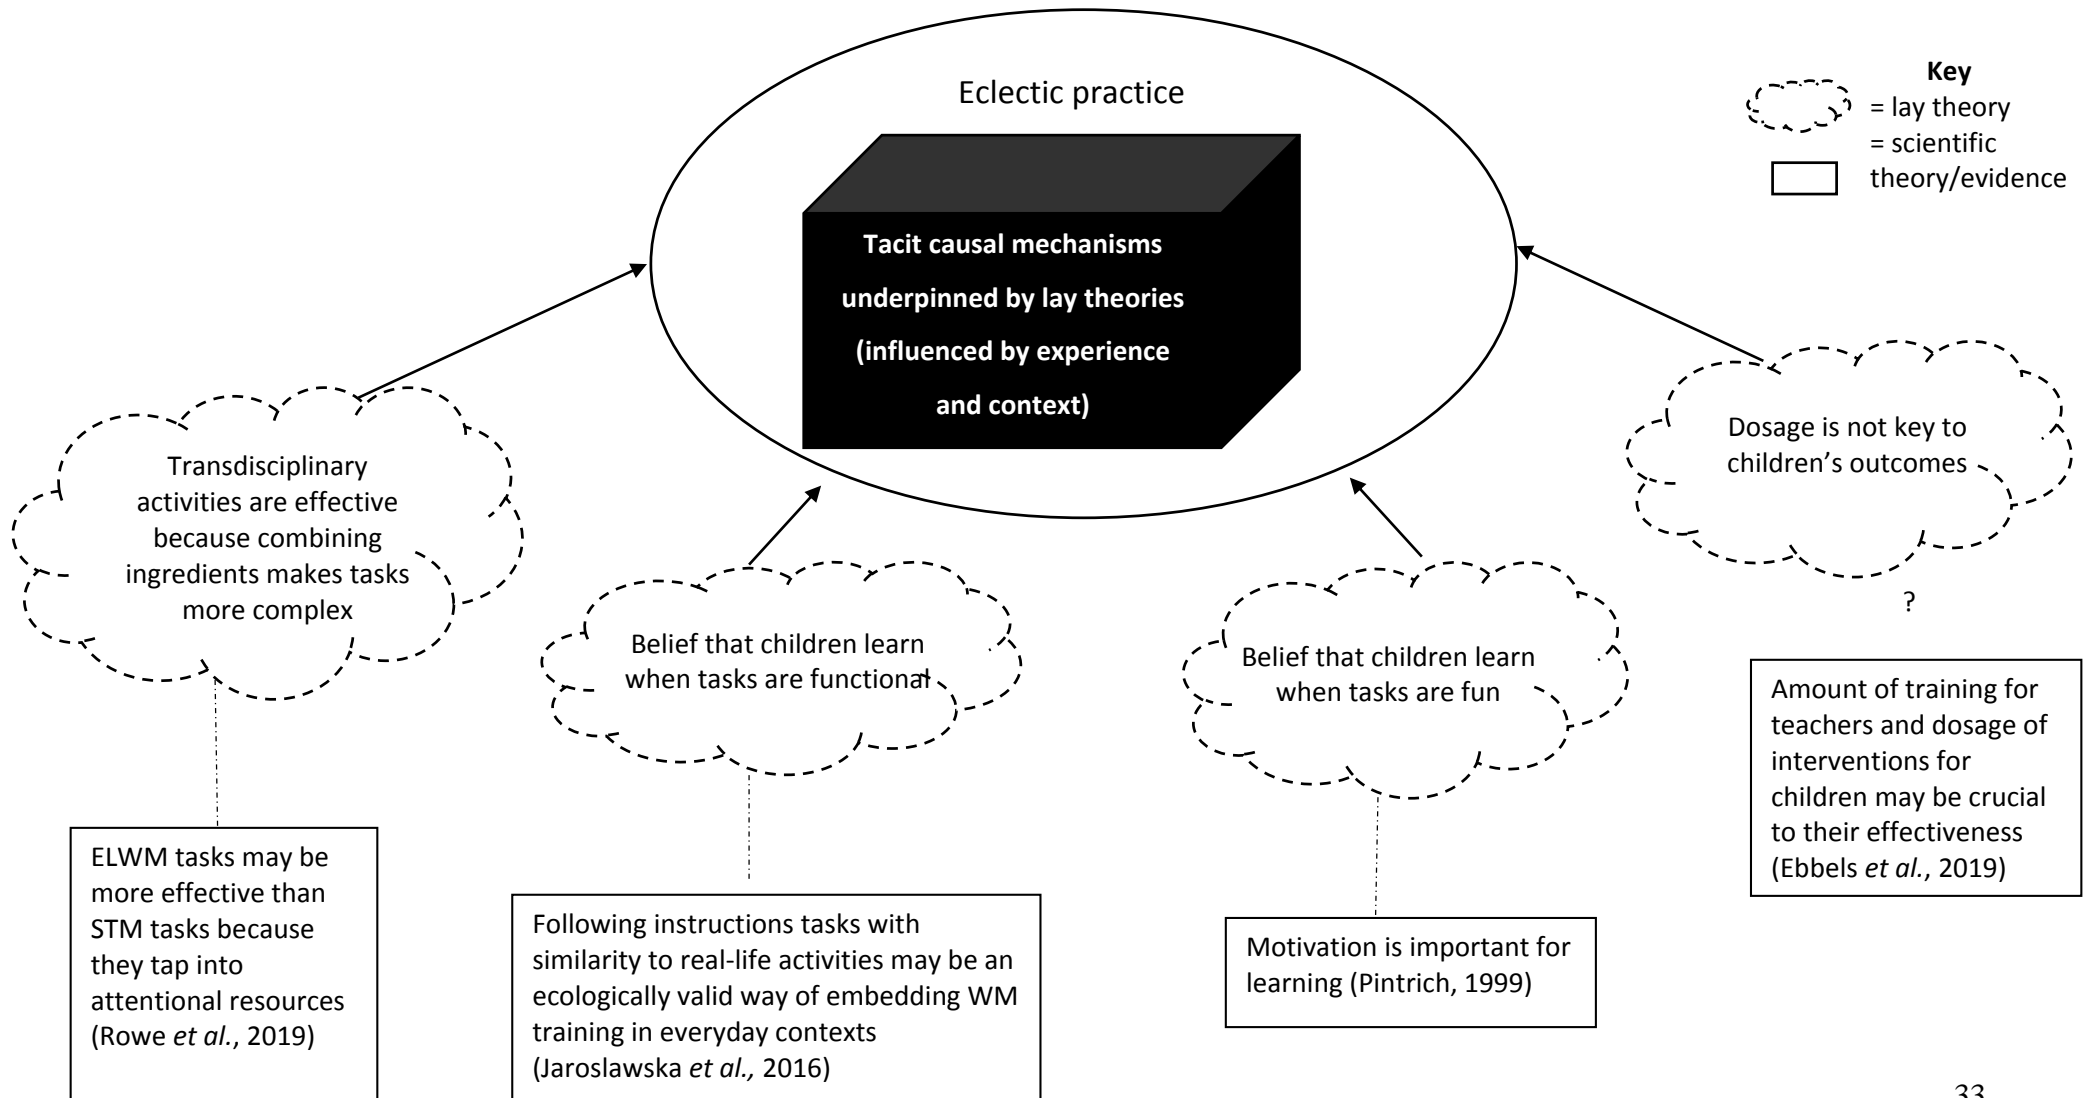 Eclectic practice
Tacit causal mechanisms
underpinned by lay theories
(influenced by experience
and context)
Key
= lay theory
= scientific
theory/evidence
Transdisciplinary
activities are effective
because combining
ingredients makes tasks
more complex
Belief that children learn
when tasks are functional
Belief that children learn
when tasks are fun
Dosage is not key to
children’s outcomes
?
ELWM tasks may be
more effective than
STM tasks because
they tap into
attentional resources
(Rowe et al., 2019)
Following instructions tasks with
similarity to real-life activities may be an
ecologically valid way of embedding WM
training in everyday contexts
(Jaroslawska et al., 2016)
Motivation is important for
learning (Pintrich, 1999)
Amount of training for
teachers and dosage of
interventions for
children may be crucial
to their effectiveness
(Ebbels et al., 2019)
33